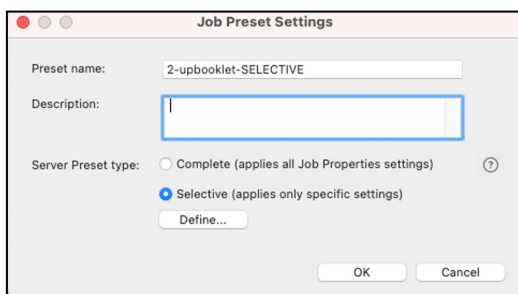 Job Preset Settings
Preset name: 2-upbooklet-SELECTIVE
Description:
Server Preset type: Complete (applies all Job Properties settings) ?
Selective (applies only specific settings)
Define...
OK Cancel